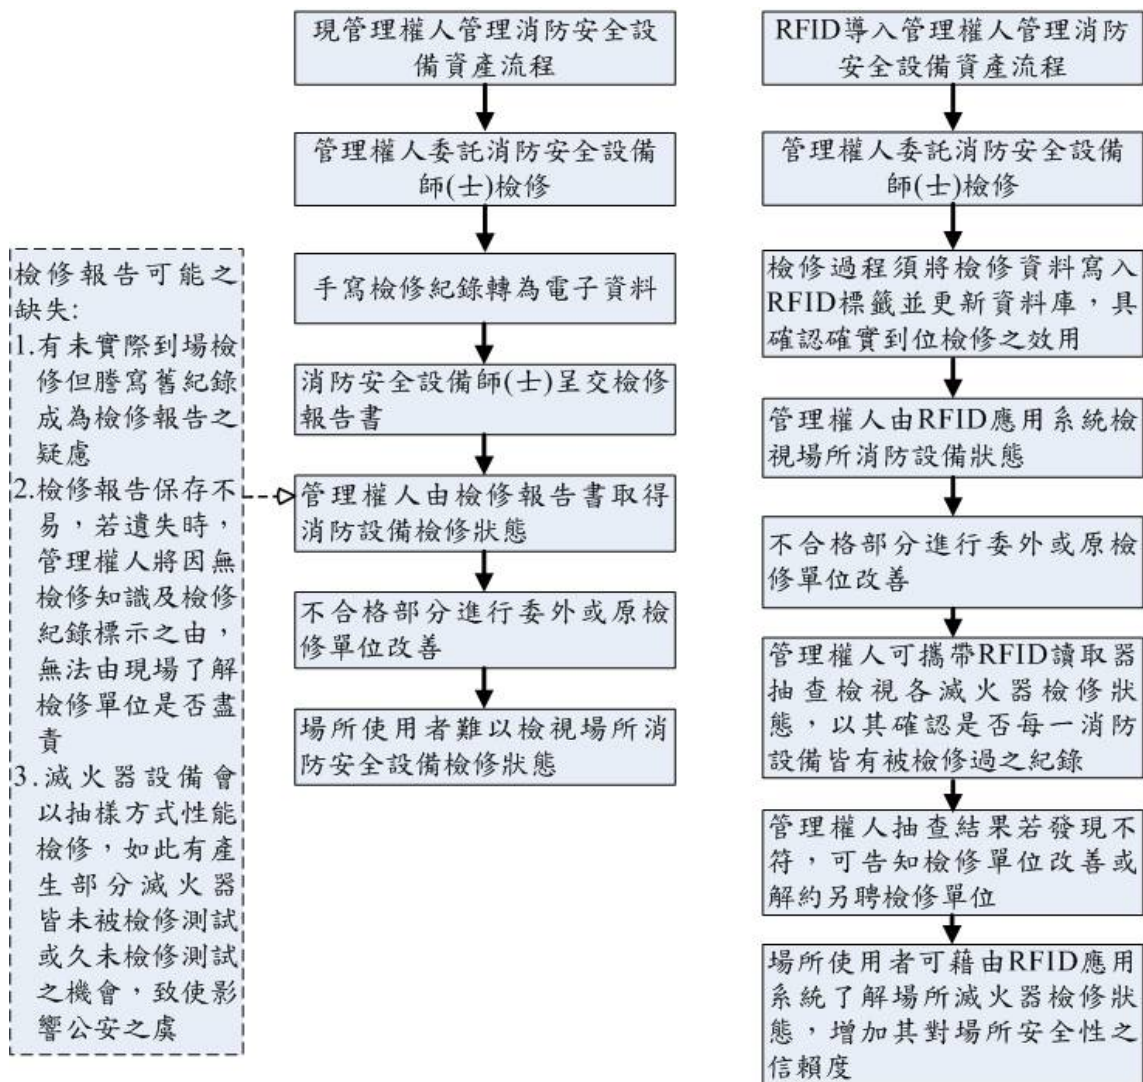 現管理權人管理消防安全設
備資產流程
管理權人委託消防安全設備
師(士)檢修
手寫檢修紀錄轉為電子資料
消防安全設備師(士)呈交檢修
報告書
管理權人由檢修報告書取得
消防設備檢修狀態
不合格部分進行委外或原檢
修單位改善
場所使用者難以檢視場所消
防安全設備檢修狀態
檢修報告可能之
缺失:
1.有未實際到場檢
修但謄寫舊紀錄
成為檢修報告之
疑慮
2.檢修報告保存不
易，若遺失時，
管理權人將因無
檢修知識及檢修
紀錄標示之由，
無法由現場了解
檢修單位是否盡
責
3.滅火器設備會
以抽樣方式性能
檢修，如此有產
生部分滅火器
皆未被檢修測試
或久未檢修測試
之機會，致使影
響公安之虞
RFID導入管理權人管理消防
安全設備資產流程
管理權人委託消防安全設備
師(士)檢修
檢修過程須將檢修資料寫入
RFID標籤並更新資料庫，具
確認確實到位檢修之效用
管理權人由RFID應用系統檢
視場所消防設備狀態
不合格部分進行委外或原檢
修單位改善
管理權人可攜帶RFID讀取器
抽查檢視各滅火器檢修狀
態，以其確認是否每一消防
設備皆有被檢修過之紀錄
管理權人抽查結果若發現不
符，可告知檢修單位改善或
解約另聘檢修單位
場所使用者可藉由RFID應用
系統了解場所滅火器檢修狀
態，增加其對場所安全性之
信賴度